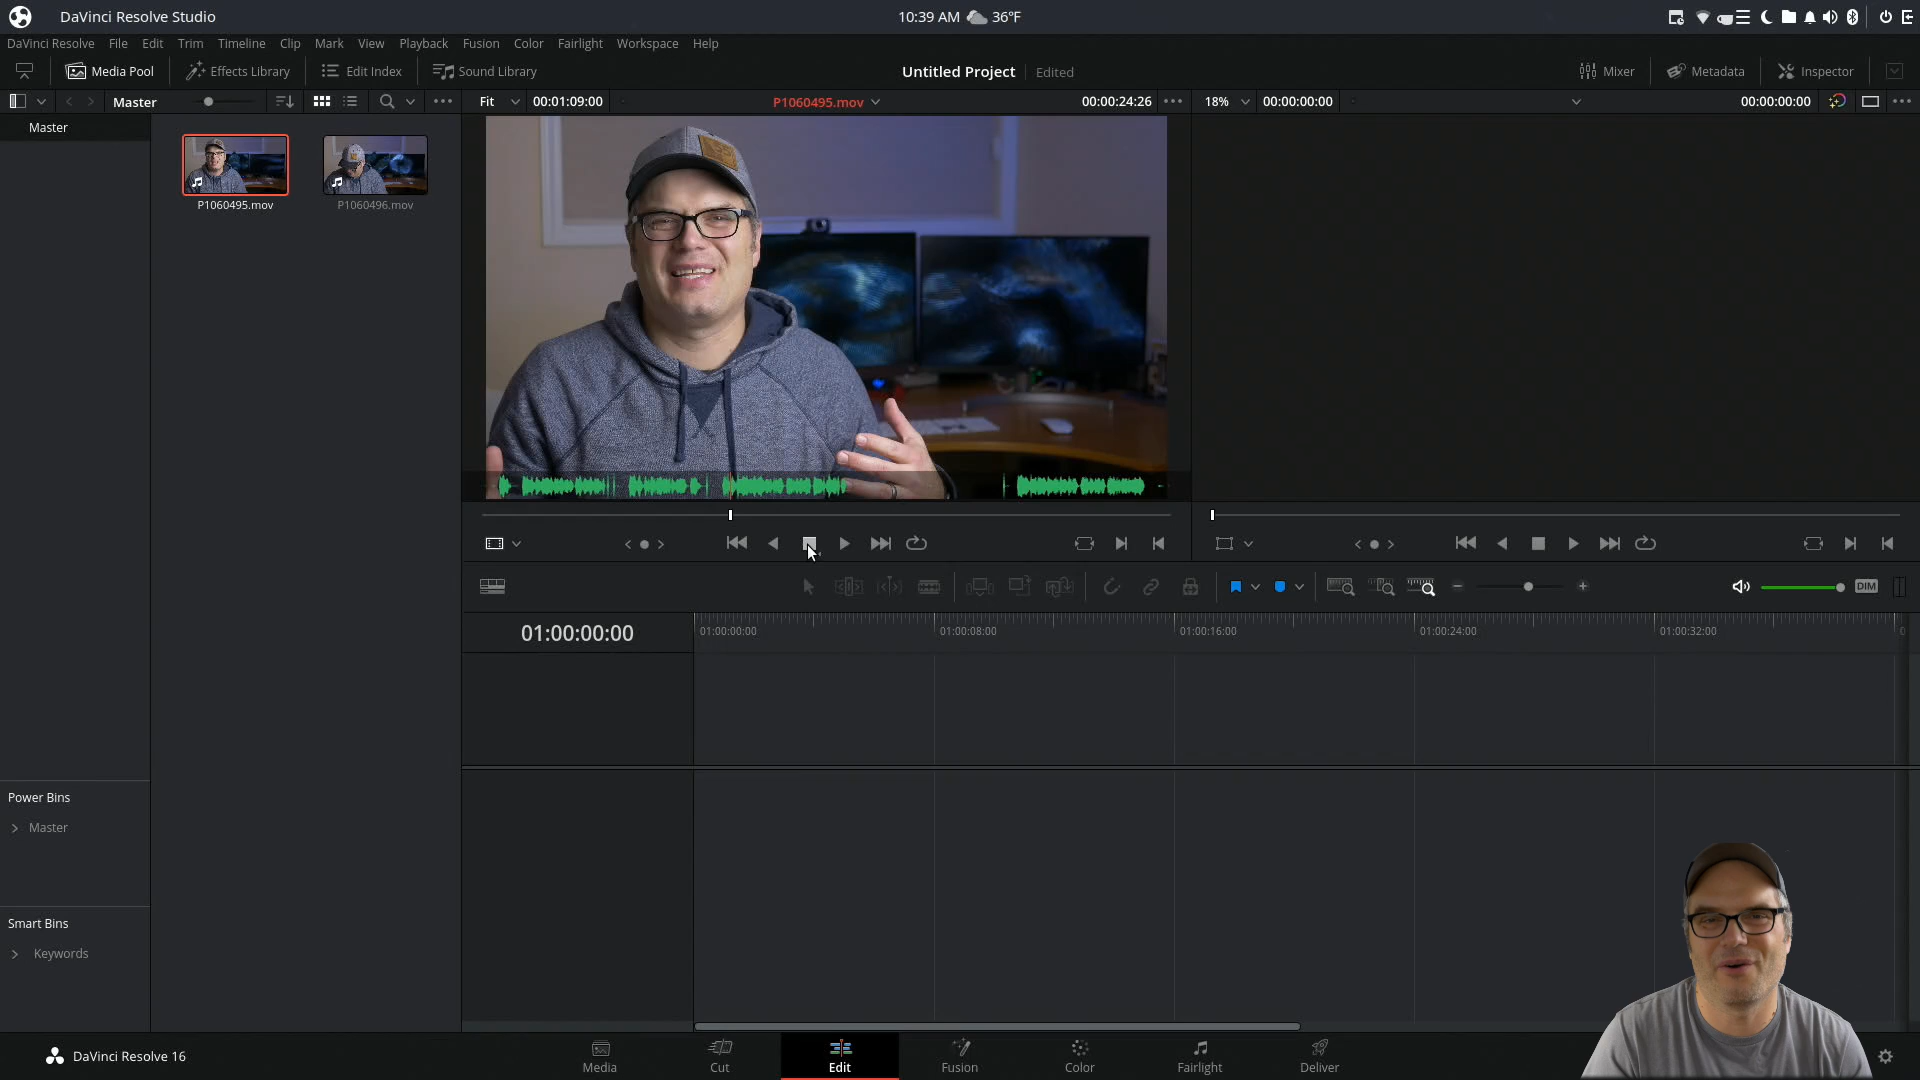 DaVinci Resolve Studio
10:39 AM 36°F
DaVinci Resolve File Edit Trim Timeline Clip Mark View Playback Fusion Color Fairlight Workspace Help
Media Pool Effects Library Edit Index Sound Library Untitled Project Edited Mixer Metadata Inspector
Master Fit 00:01:09:00 P1060495.mov 00:00:24:26 18% 00:00:00:00 00:00:00:00
Master
P1060495.mov P1060496.mov
DIM
01:00:00:00 01:00:00:00 01:00:08:00 01:00:16:00 01:00:24:00 01:00:32:00
Power Bins
Master
Smart Bins
Keywords
DaVinci Resolve 16
Media Cut Edit Fusion Color Fairlight Deliver